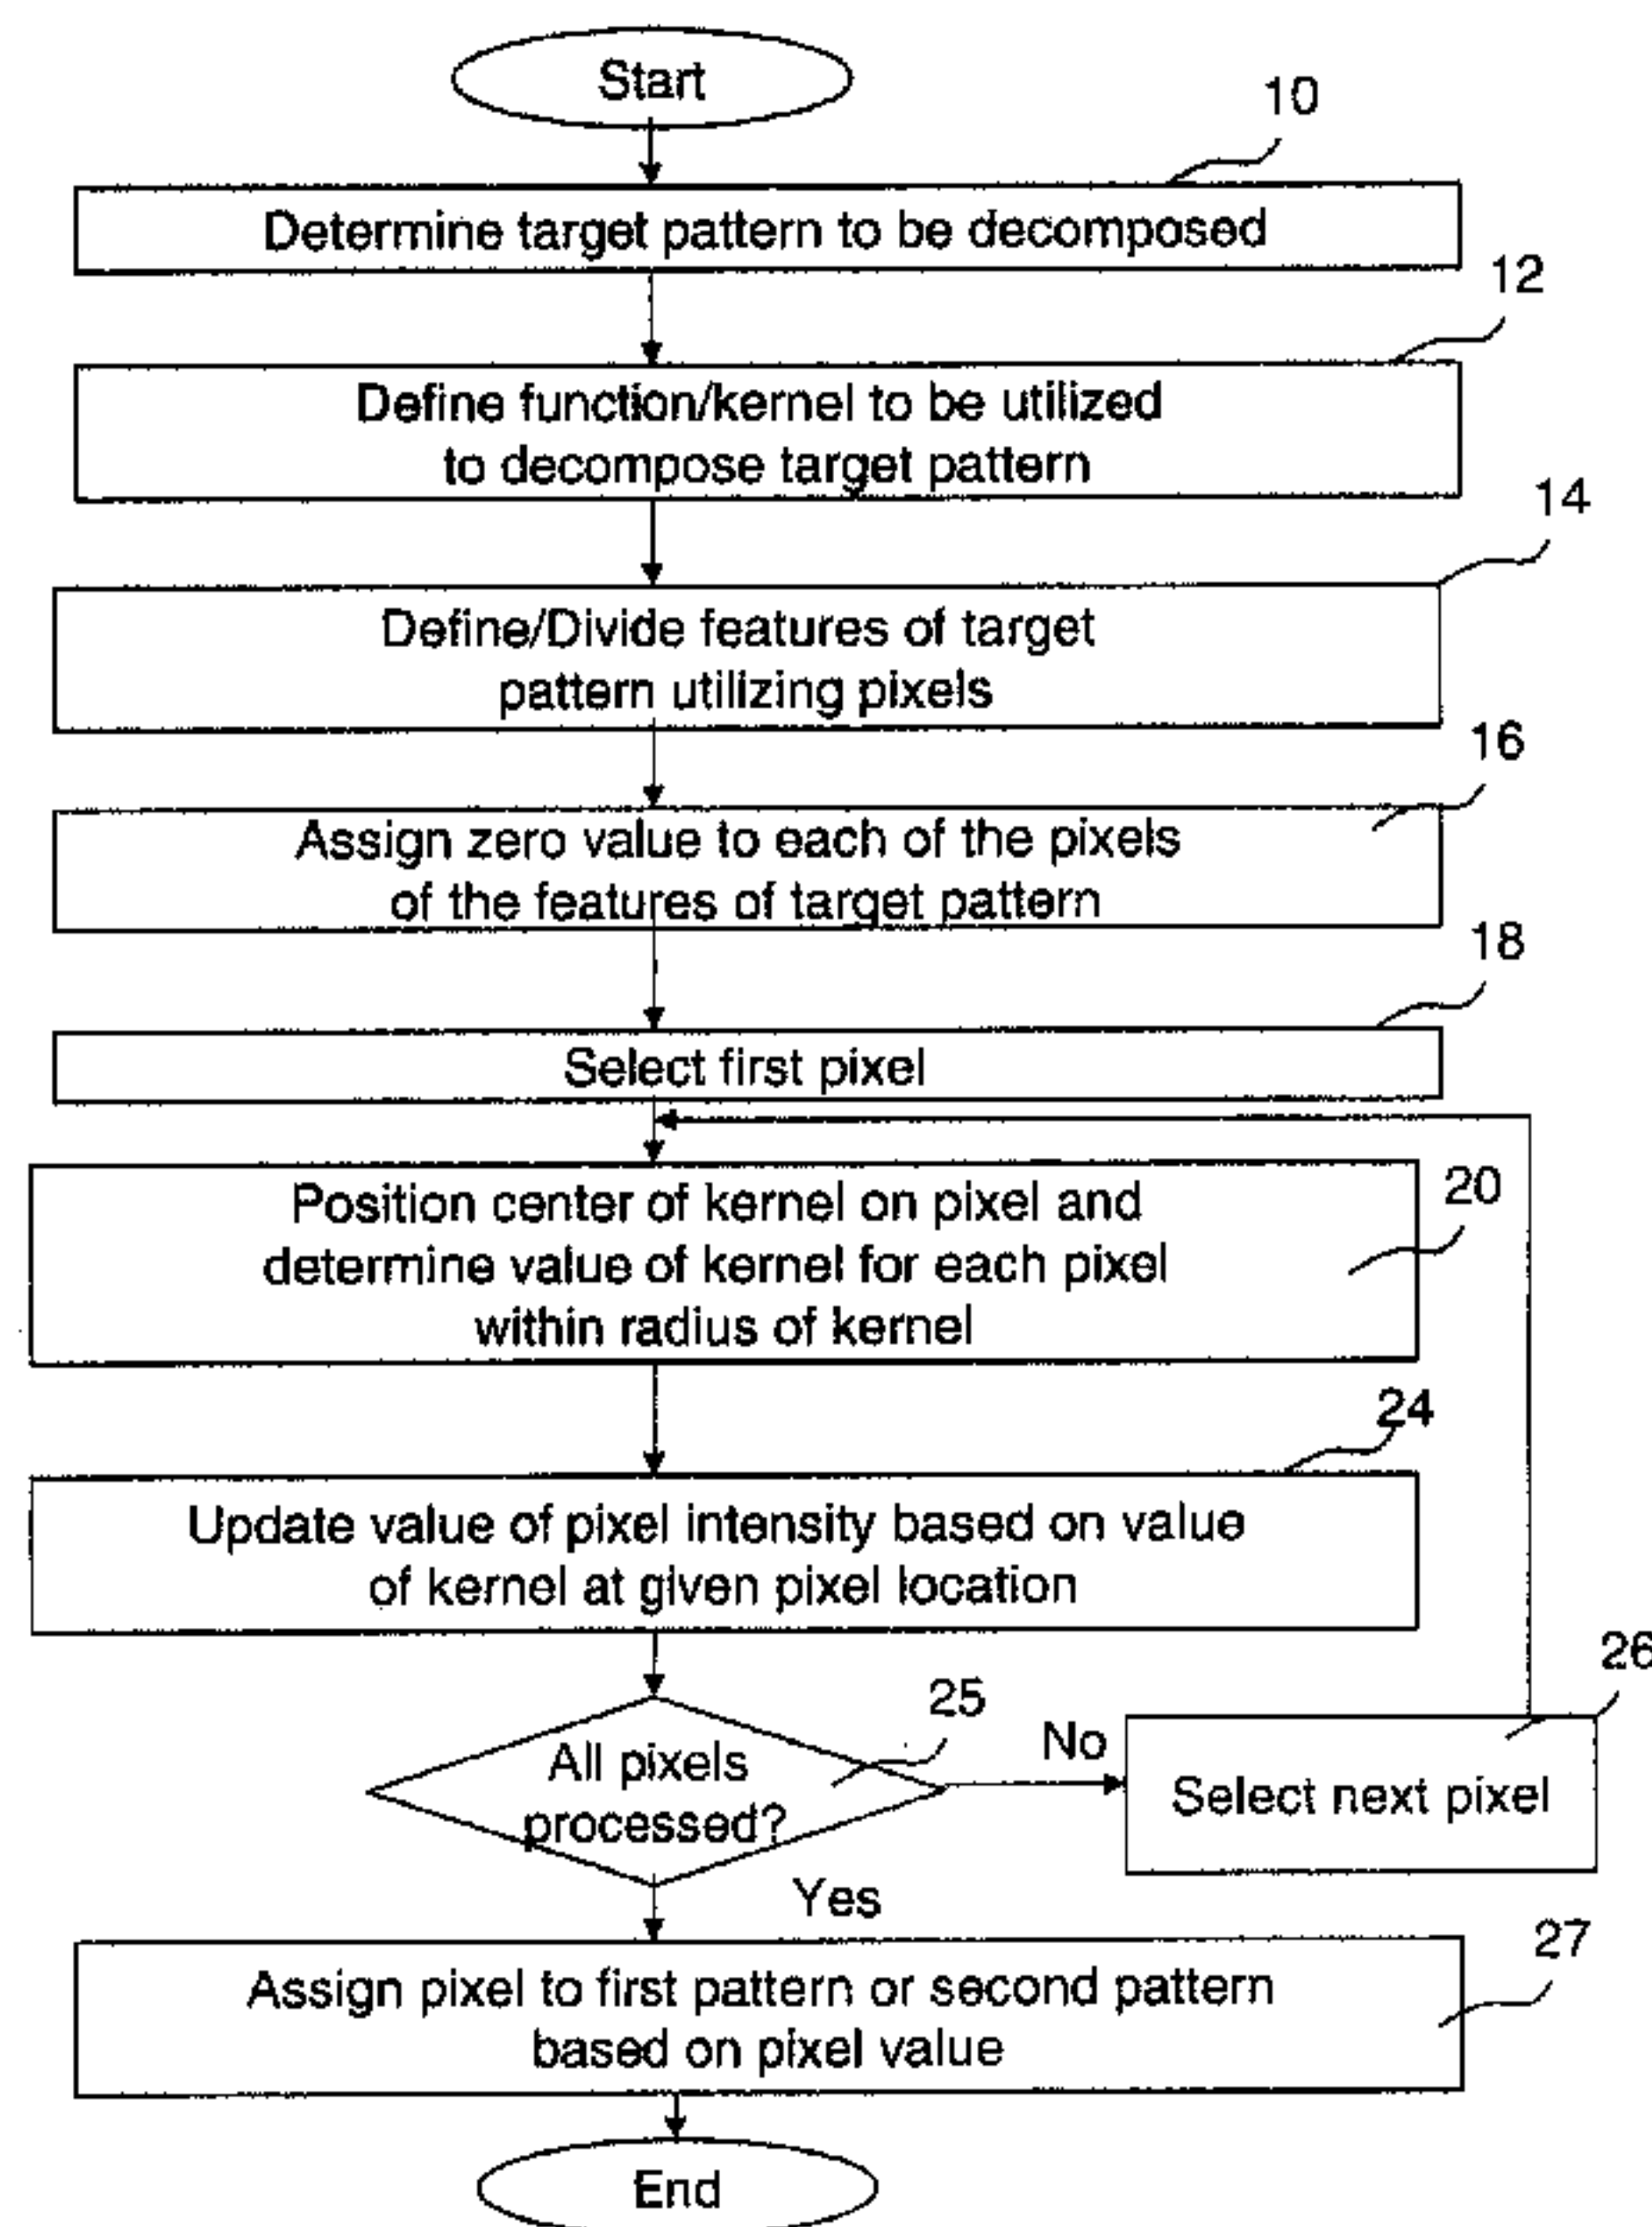 Start
10
Determine target pattern to be decomposed
12
Define function/kernel to be utilized
to decompose target pattern
14
Define/Divide features of target
pattern utilizing pixels
16
Assign zero value to each of the pixels
of the features of target pattern
18
Select first pixel
20
Position center of kernel on pixel and
determine value of kernel for each pixel
within radius of kernel
24
Update value of pixel intensity based on value
of kernel at given pixel location
25
All pixels
processed?
No
26
Select next pixel
Yes
27
Assign pixel to first pattern or second pattern
based on pixel value
End